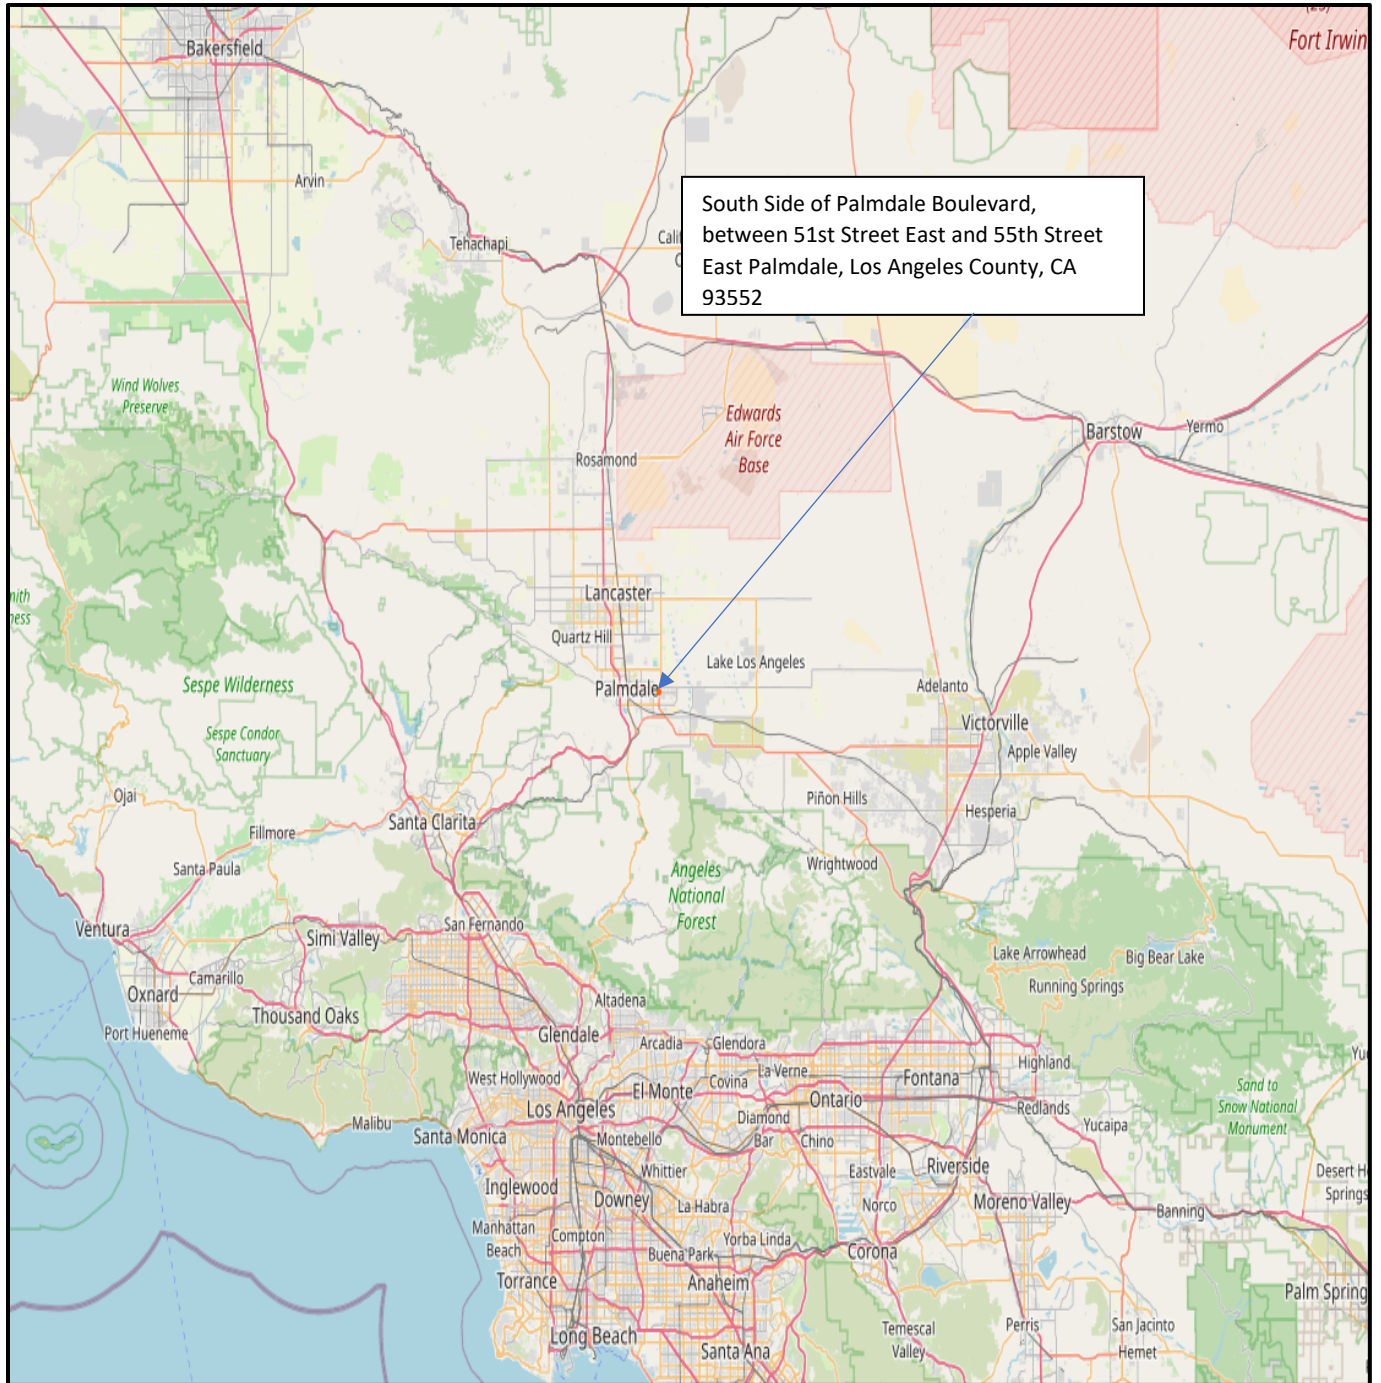 (25)
Fort Irwin
Bakersfield
Arvin
South Side of Palmdale Boulevard,
between 51st Street East and 55th Street
East Palmdale, Los Angeles County, CA
93552
Tehachapi
Calif
C
Wind Wolves
Preserve
Edwards
Air Force
Base
Barstow
Yermo
Rosamond
Lancaster
Quartz Hill
Lake Los Angeles
Palmdale
Adelanto
Sespe Wilderness
Sespe Condor
Sanctuary
Victorville
Apple Valley
Ojai
Piñon Hills
Hesperia
Santa Clarita
Fillmore
Santa Paula
Wrightwood
Angeles
National
Forest
Ventura
San Fernando
Simi Valley
Lake Arrowhead
Big Bear Lake
Camarillo
Running Springs
Oxnard
Thousand Oaks
Altadena
Port Hueneme
Glendale
Arcadia
Glendora
Highland
La Verne
West Hollywood
Covina
Fontana
El Monte
Los Angeles
Ontario
Sand to
Snow National
Monument
Redlands
Malibu
Diamond
Bar
Yucaipa
Santa Monica
Montebello
Chino
Whittier
Eastvale
Riverside
Desert H
Springs
Inglewood
Downey
La Habra
Norco
Moreno Valley
Banning
Manhattan
Beach
Compton
Yorba Linda
Buena Park
Corona
Torrance
Anaheim
Palm Spring
Long Beach
Temescal
Valley
Perris
San Jacinto
Santa Ana
Hemet